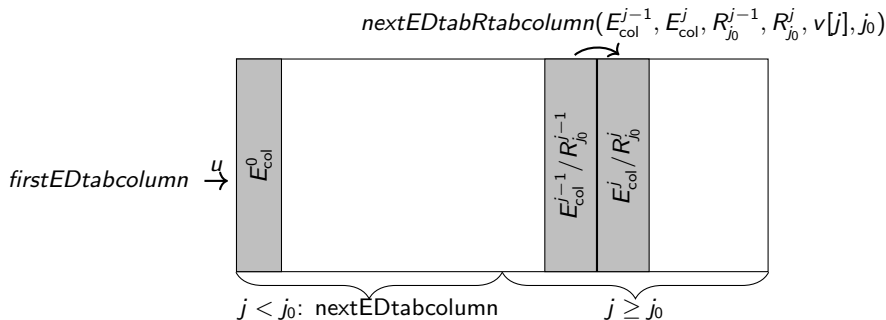 nextEDtabRtabcolumn(E_col^{j−1}, E_col^j, R_{j_0}^{j−1}, R_{j_0}^j, v[j], j_0)
firstEDtabcolumn
u
E_col^0
E_col^{j−1}/R_{j_0}^{j−1}
E_col^j/R_{j_0}^j
j < j_0: nextEDtabcolumn
j ≥ j_0